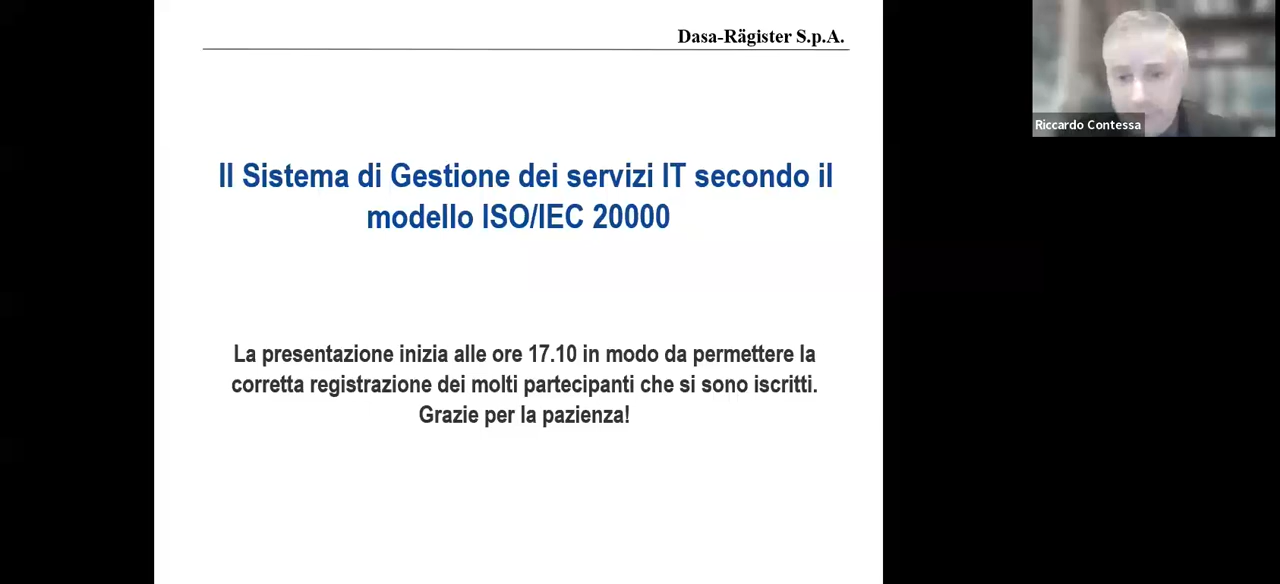 Dasa-Rägister S.p.A.
Riccardo Contessa
Il Sistema di Gestione dei servizi IT secondo il
modello ISO/IEC 20000
La presentazione inizia alle ore 17.10 in modo da permettere la
corretta registrazione dei molti partecipanti che si sono iscritti.
Grazie per la pazienza!